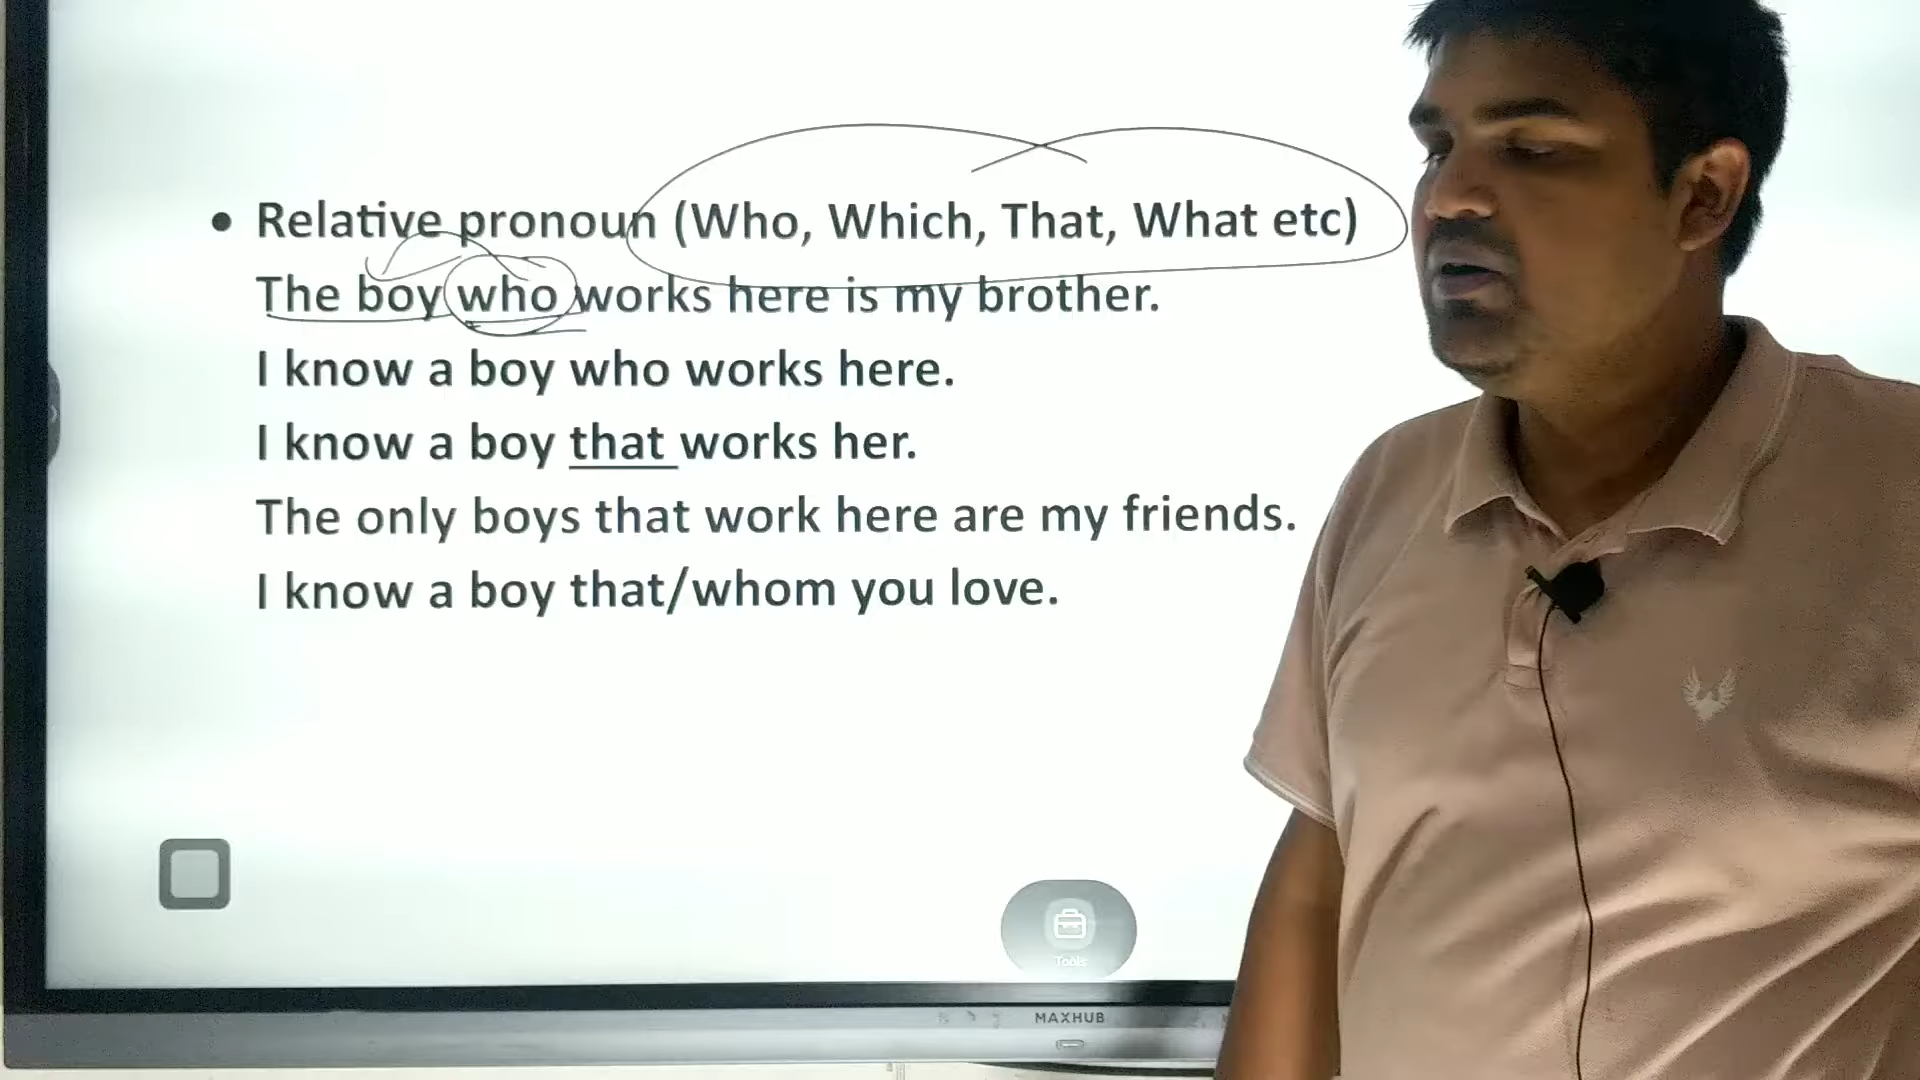 • Relative pronoun (Who, Which, That, What etc)
The boy who works here is my brother.
I know a boy who works here.
I know a boy that works her.
The only boys that work here are my friends.
I know a boy that/whom you love.
Tools
MAXHUB